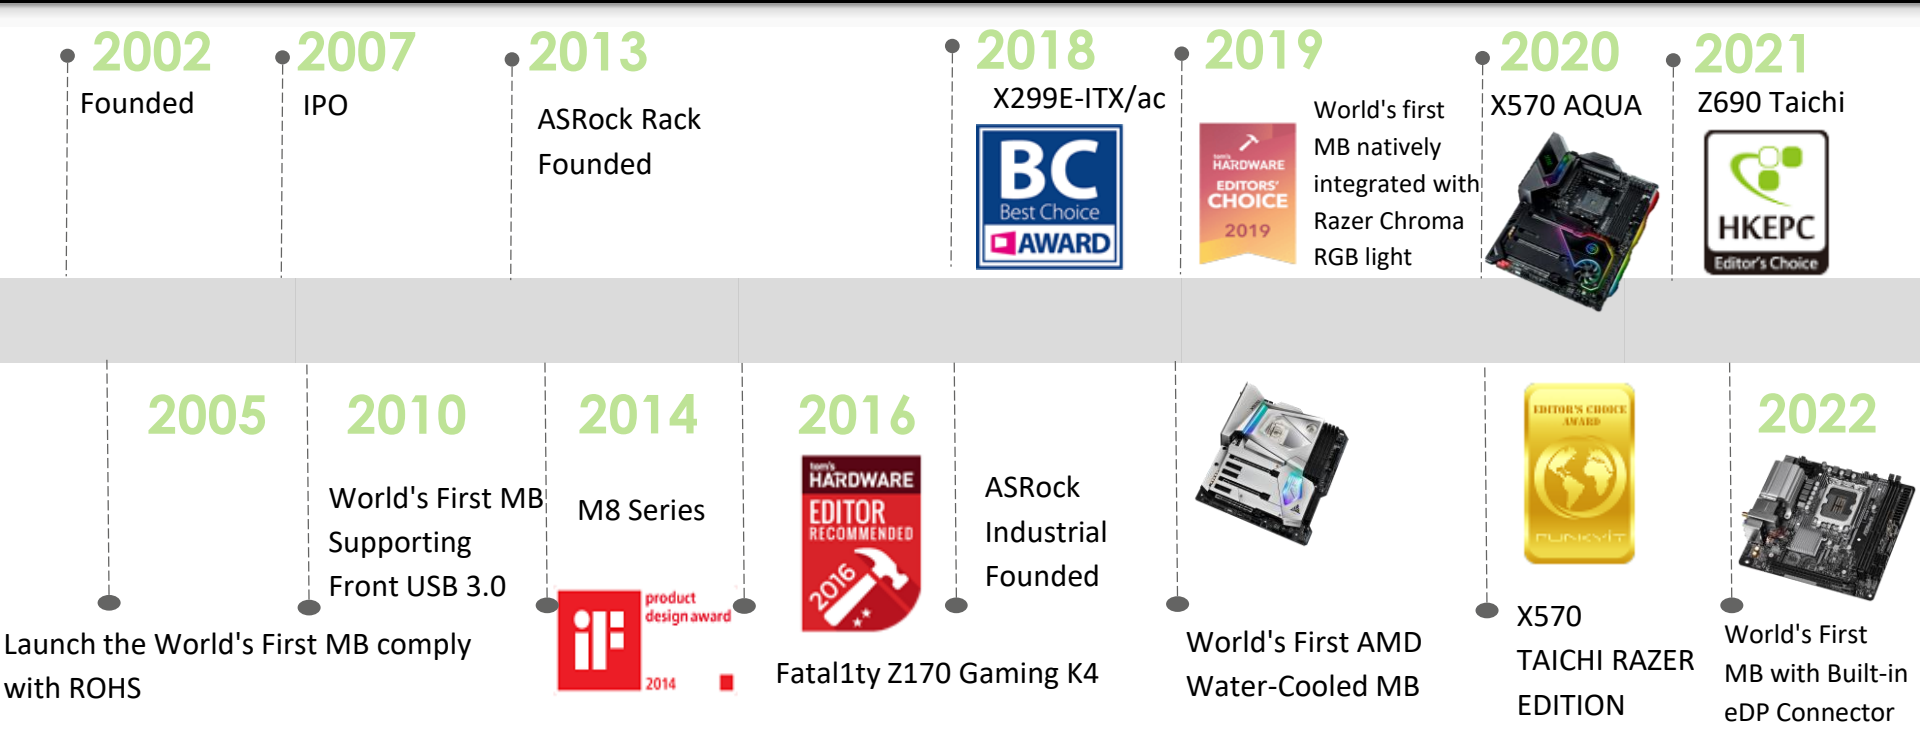 2002
Founded
2007
IPO
2013
ASRock Rack
Founded
2018
X299E-ITX/ac
BC
Best Choice
AWARD
2019
tom's
HARDWARE
EDITORS'
CHOICE
2019
World's first
MB natively
integrated with
Razer Chroma
RGB light
2020
X570 AQUA
2021
Z690 Taichi
HKEPC
Editor's Choice
2005
Launch the World's First MB comply
with ROHS
2010
World's First MB
Supporting
Front USB 3.0
2014
M8 Series
iF
product
design award
2014
2016
tom's
HARDWARE
EDITOR
RECOMMENDED
2016
Fatal1ty Z170 Gaming K4
ASRock
Industrial
Founded
World's First AMD
Water-Cooled MB
EDITOR'S CHOICE
AWARD
FUNKYIT
X570
TAICHI RAZER
EDITION
2022
World's First
MB with Built-in
eDP Connector